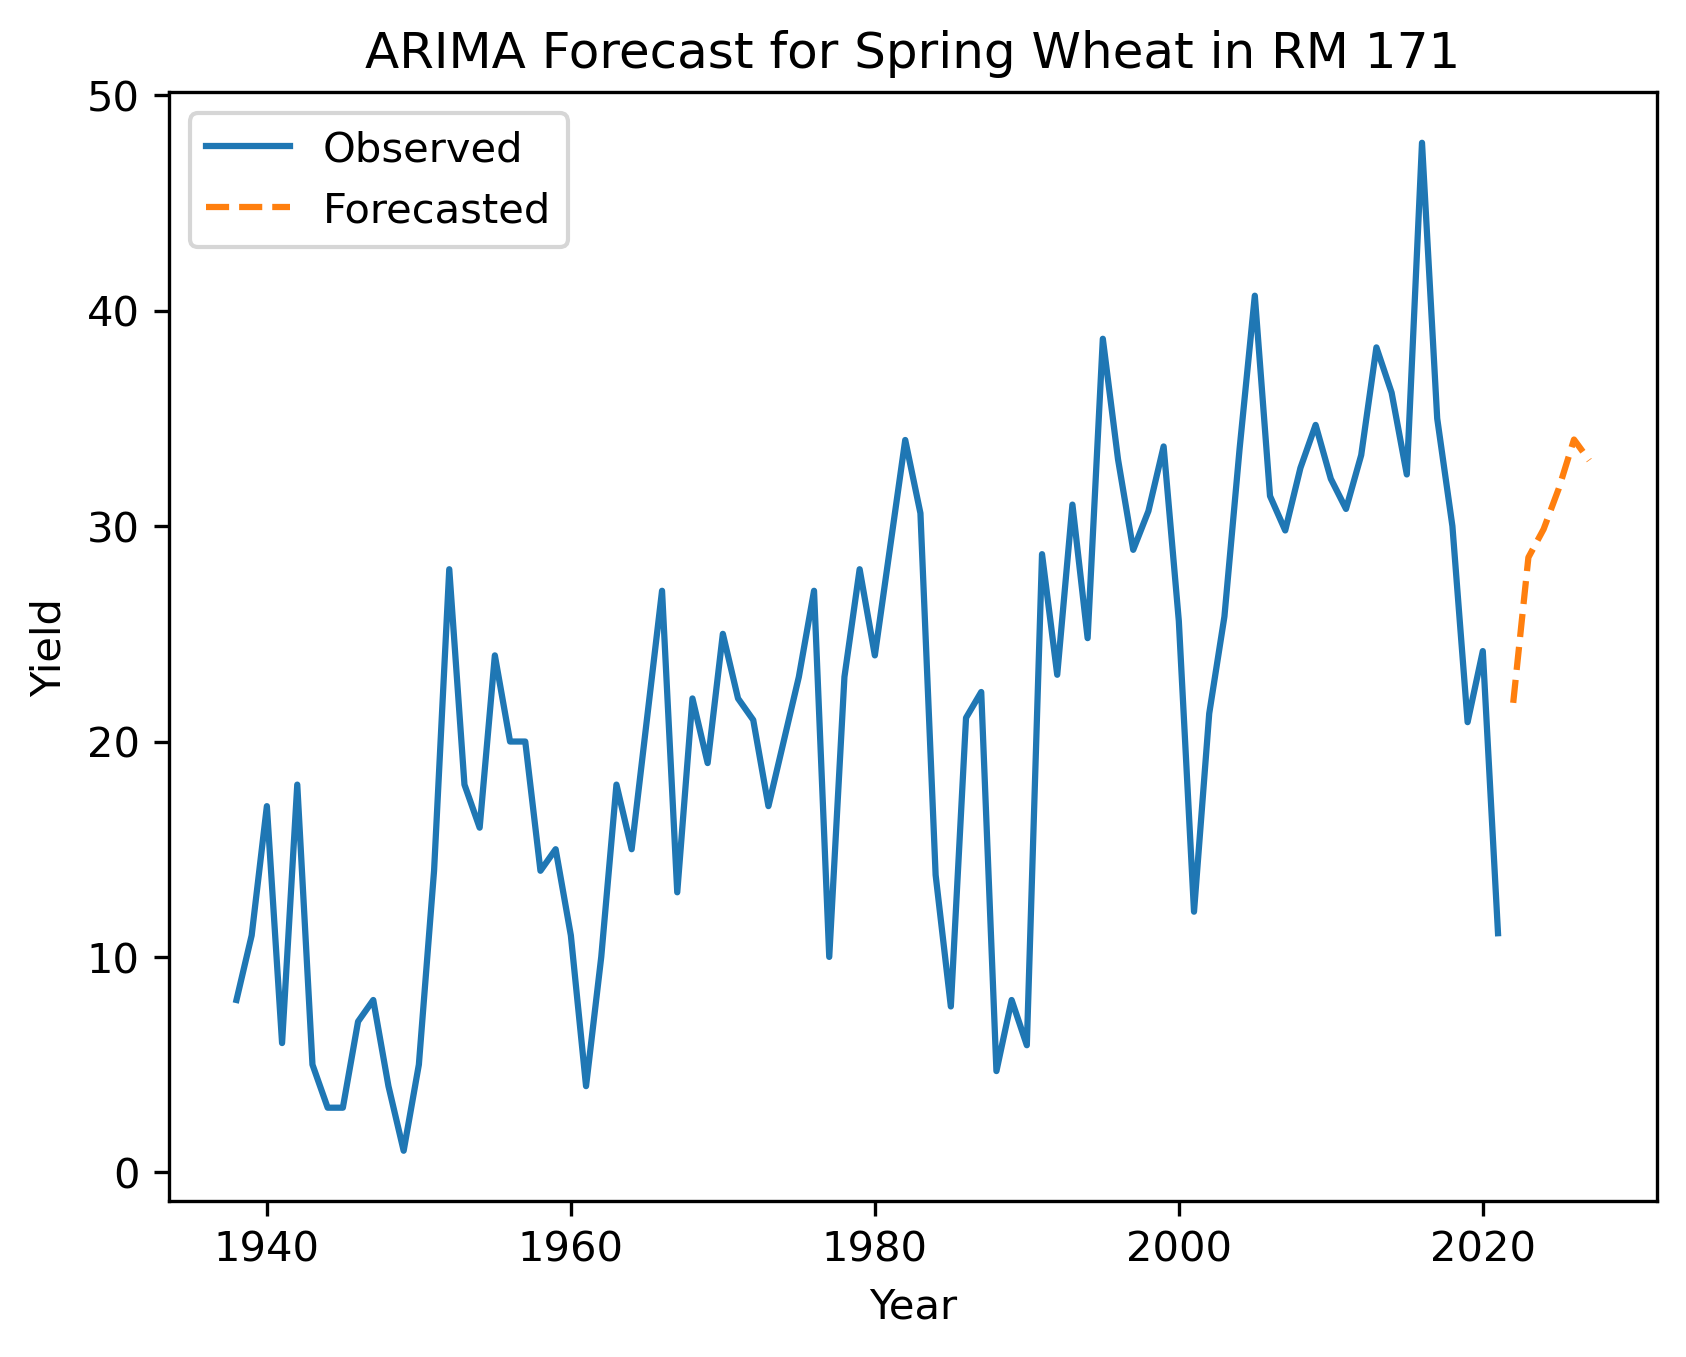 ARIMA Forecast for Spring Wheat in RM 171
50
40
30
20
10
0
Yield
Observed
Forecasted
1940 1960 1980 2000 2020
Year